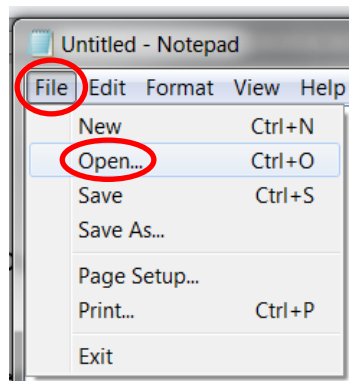 Untitled - Notepad
File Edit Format View Help
New Ctrl+N
Open... Ctrl+O
Save Ctrl+S
Save As...
Page Setup...
Print... Ctrl+P
Exit